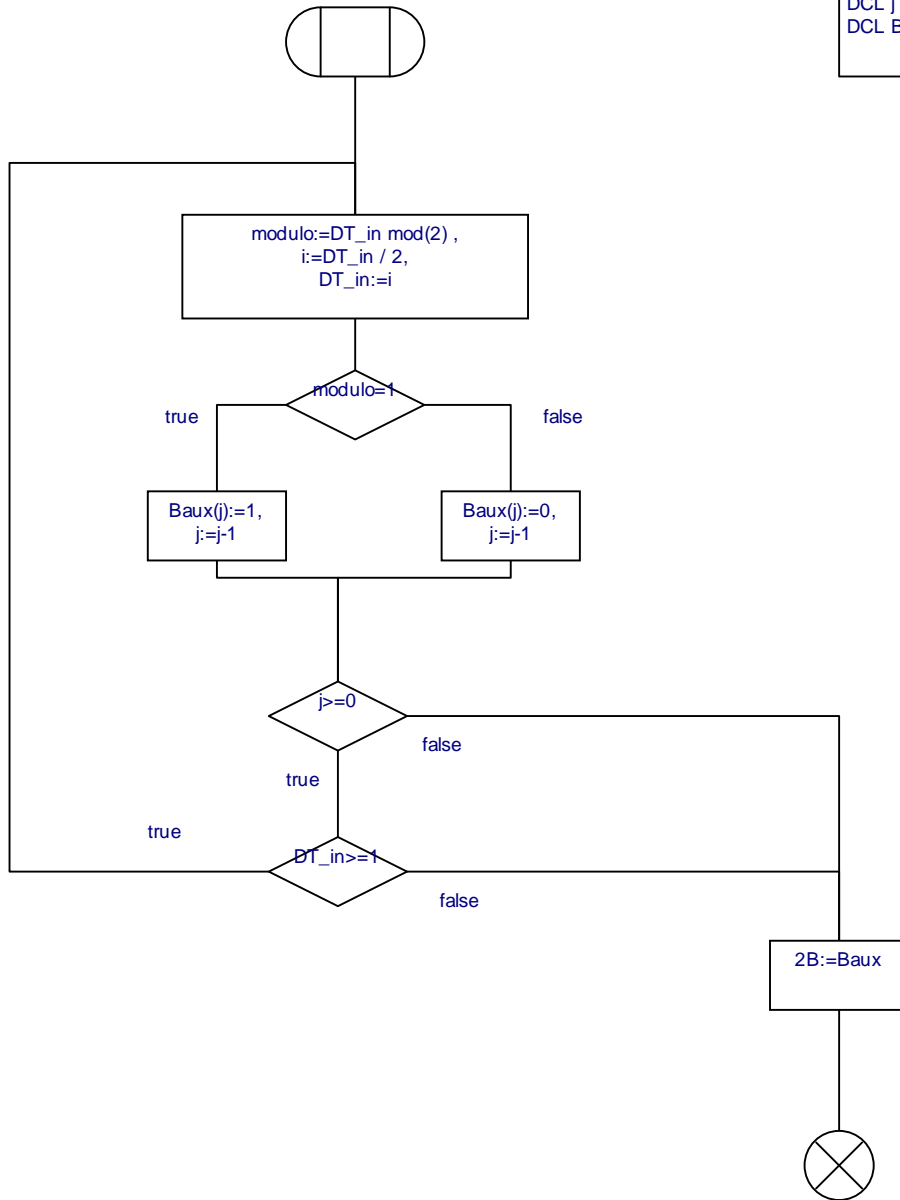 DCL j
DCL B
modulo:=DT_in mod(2) ,
i:=DT_in / 2,
DT_in:=i
modulo=1
true
false
Baux(j):=1,
j:=j-1
Baux(j):=0,
j:=j-1
j>=0
false
true
true
DT_in>=1
false
2B:=Baux